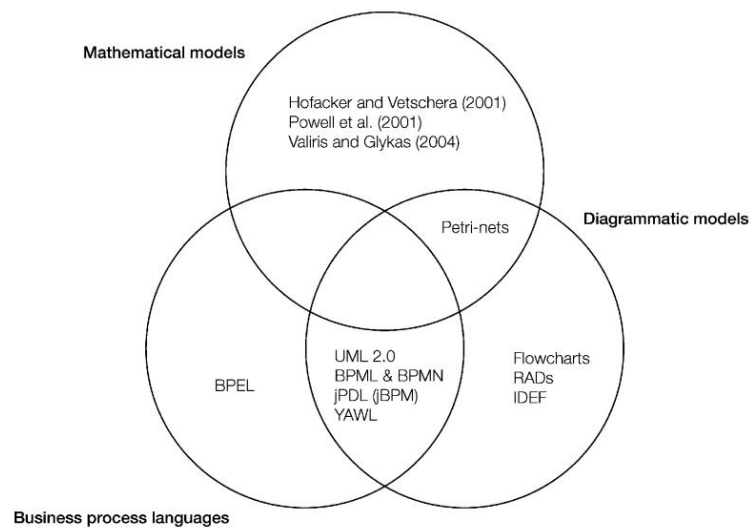 Mathematical models
Hofacker and Vetschera (2001)
Powell et al. (2001)
Valiris and Glykas (2004)
Diagrammatic models
Petri-nets
UML 2.0
BPML & BPMN
jPDL (jBPM)
YAWL
Flowcharts
RADs
IDEF
BPEL
Business process languages